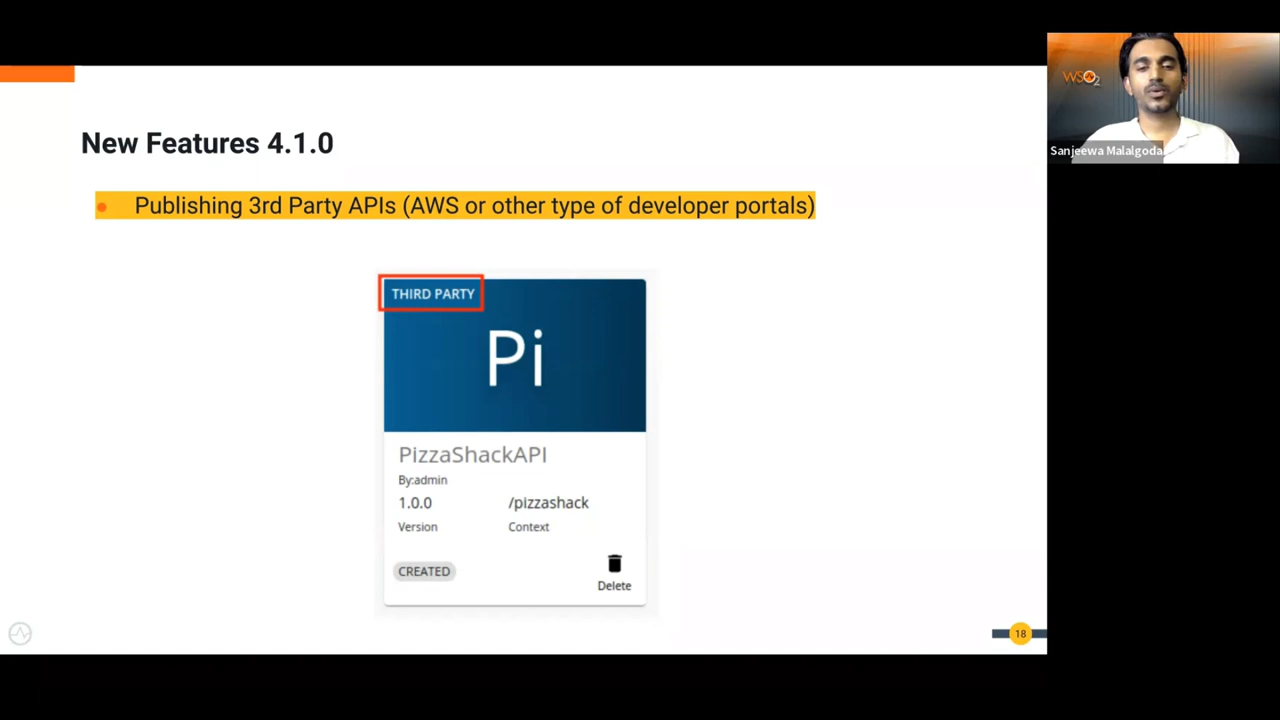 New Features 4.1.0
• Publishing 3rd Party APIs (AWS or other type of developer portals)
THIRD PARTY
Pi
PizzaShackAPI
By:admin
1.0.0 /pizzashack
Version Context
CREATED
Delete
18
WSO2
Sanjeewa Malalgoda